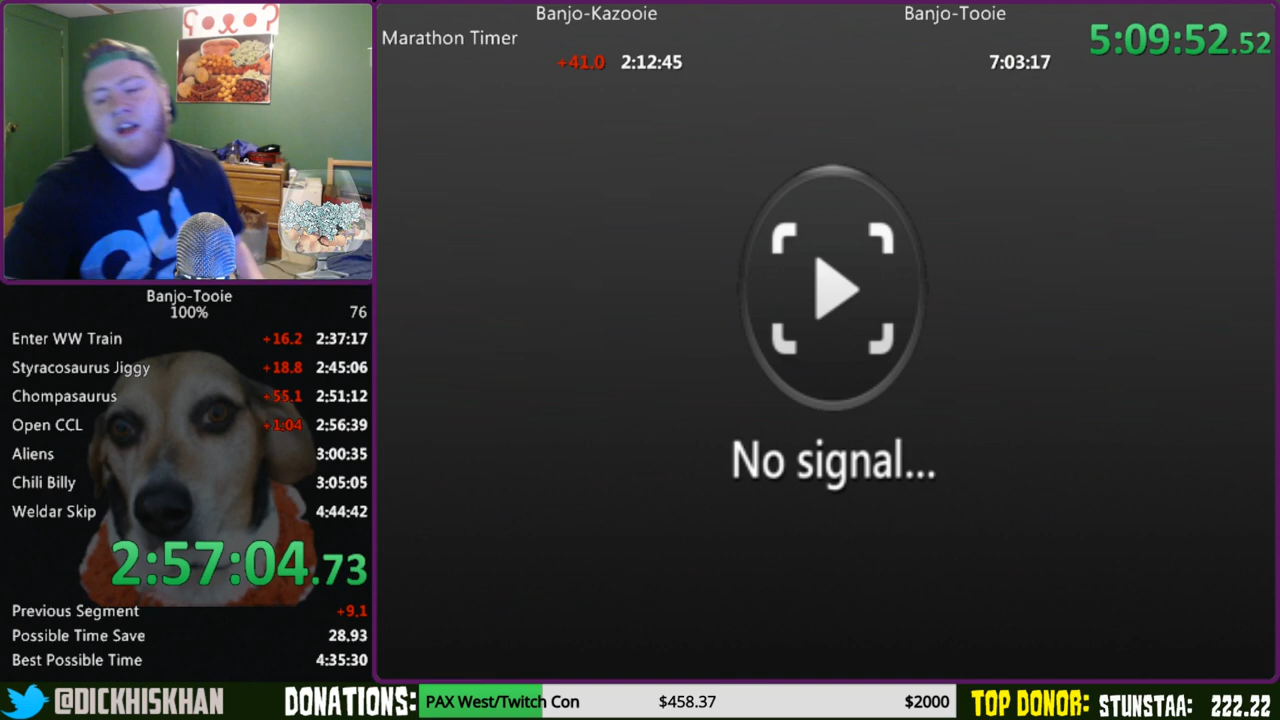 Banjo-Kazooie
Banjo-Tooie
Marathon Timer
5:09:52.52
+41.0 2:12:45
7:03:17
Banjo-Tooie
100%
76
Enter WW Train +16.2 2:37:17
Styracosaurus Jiggy +18.8 2:45:06
Chompasaurus +55.1 2:51:12
Open CCL +1:04 2:56:39
Aliens 3:00:35
Chili Billy 3:05:05
Weldar Skip 4:44:42
2:57:04.73
Previous Segment +9.1
Possible Time Save 28.93
Best Possible Time 4:35:30
No signal...
@DICKHISKHAN
DONATIONS:
PAX West/Twitch Con $458.37 $2000
TOP DONOR: STUNSTAA: 222.22